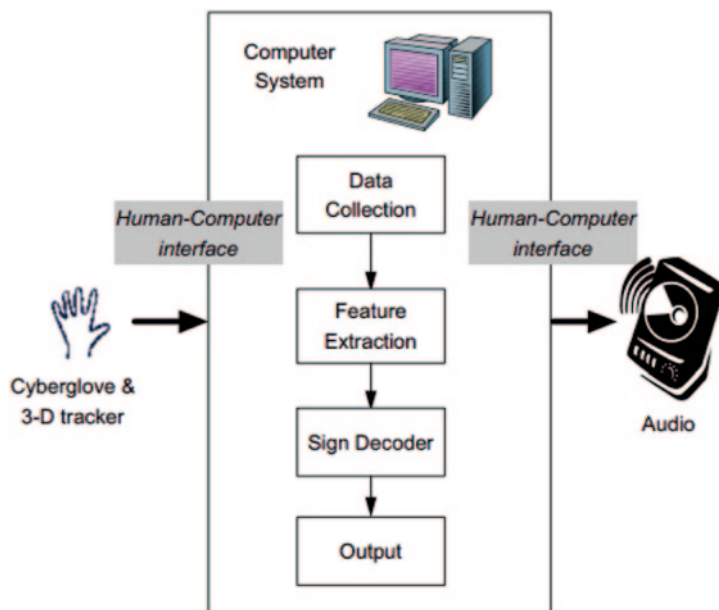 Computer
System
Data
Collection
Human-Computer
interface
Human-Computer
interface
Feature
Extraction
Cyberglove &
3-D tracker
Audio
Sign Decoder
Output